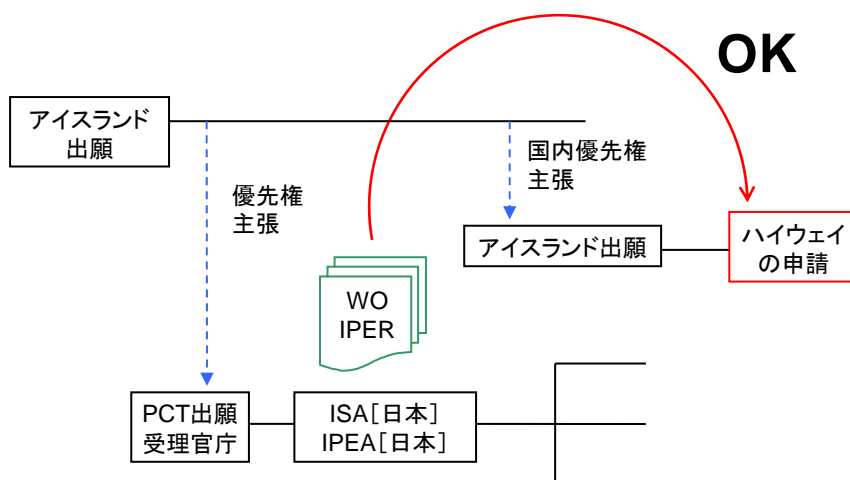 OK
アイスランド
出願
優先権
主張
国内優先権
主張
アイスランド出願
ハイウェイ
の申請
WO
IPER
PCT出願
受理官庁
ISA[日本]
IPEA[日本]